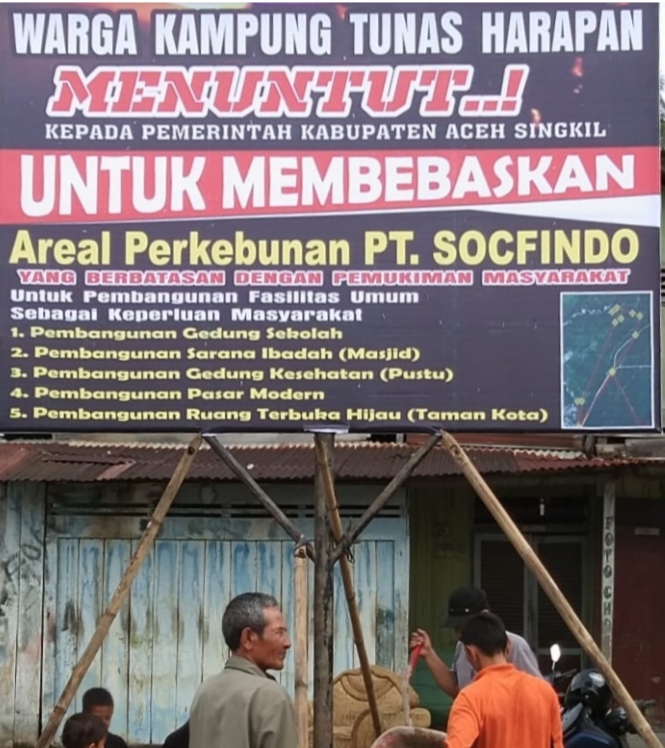 WARGA KAMPUNG TUNAS HARAPAN
MENUNTUT..!
KEPADA PEMERINTAH KABUPATEN ACEH SINGKIL
UNTUK MEMBEBASKAN
Areal Perkebunan PT. SOCFINDO
YANG BERBATASAN DENGAN PEMUKIMAN MASYARAKAT
Untuk Pembangunan Fasilitas Umum
Sebagai Keperluan Masyarakat
1. Pembangunan Gedung Sekolah
2. Pembangunan Sarana Ibadah (Masjid)
3. Pembangunan Gedung Kesehatan (Pustu)
4. Pembangunan Pasar Modern
5. Pembangunan Ruang Terbuka Hijau (Taman Kota)